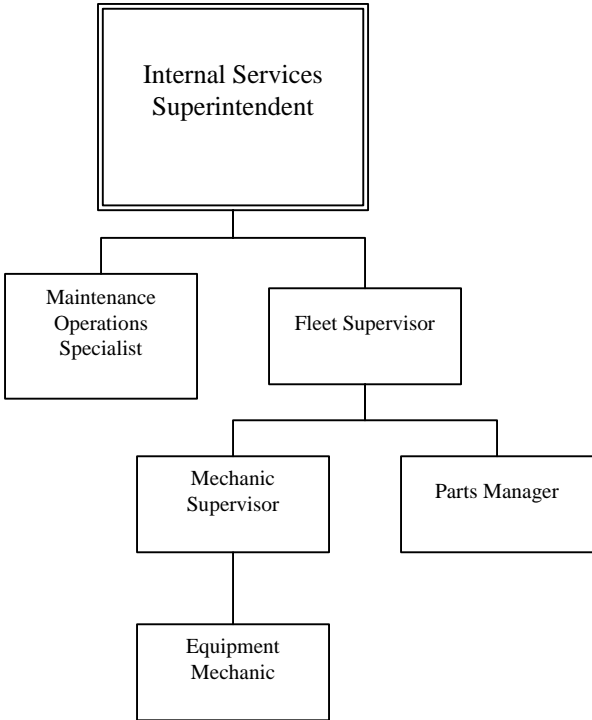 Internal Services
Superintendent
Maintenance
Operations
Specialist
Fleet Supervisor
Mechanic
Supervisor
Parts Manager
Equipment
Mechanic